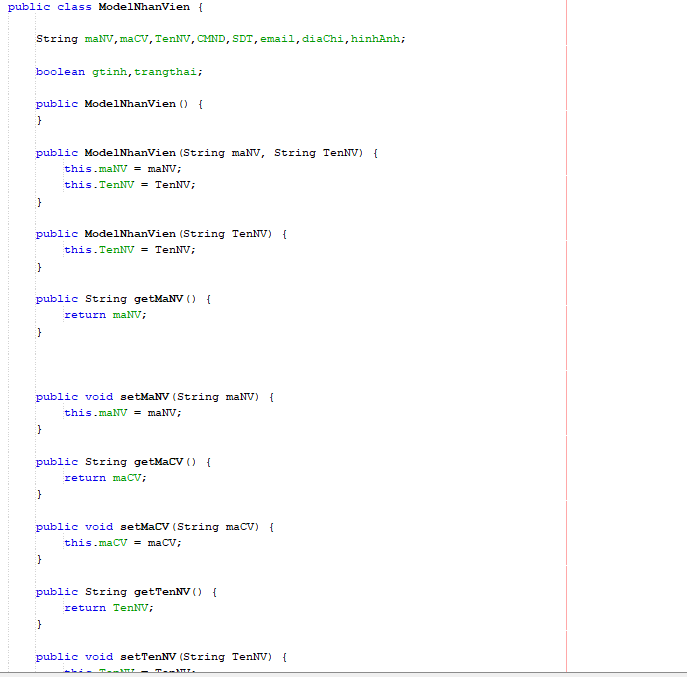 public class ModelNhanVien {
String maNV,maCV,TenNV,CMND,SDT,email,diaChi,hinhAnh;
boolean gtinh,trangthai;
public ModelNhanVien() {
}
public ModelNhanVien(String maNV, String TenNV) {
this.maNV = maNV;
this.TenNV = TenNV;
}
public ModelNhanVien(String TenNV) {
this.TenNV = TenNV;
}
public String getMaNV() {
return maNV;
}
public void setMaNV(String maNV) {
this.maNV = maNV;
}
public String getMaCV() {
return maCV;
}
public void setMaCV(String maCV) {
this.maCV = maCV;
}
public String getTenNV() {
return TenNV;
}
public void setTenNV(String TenNV) {
this.TenNV = TenNV;